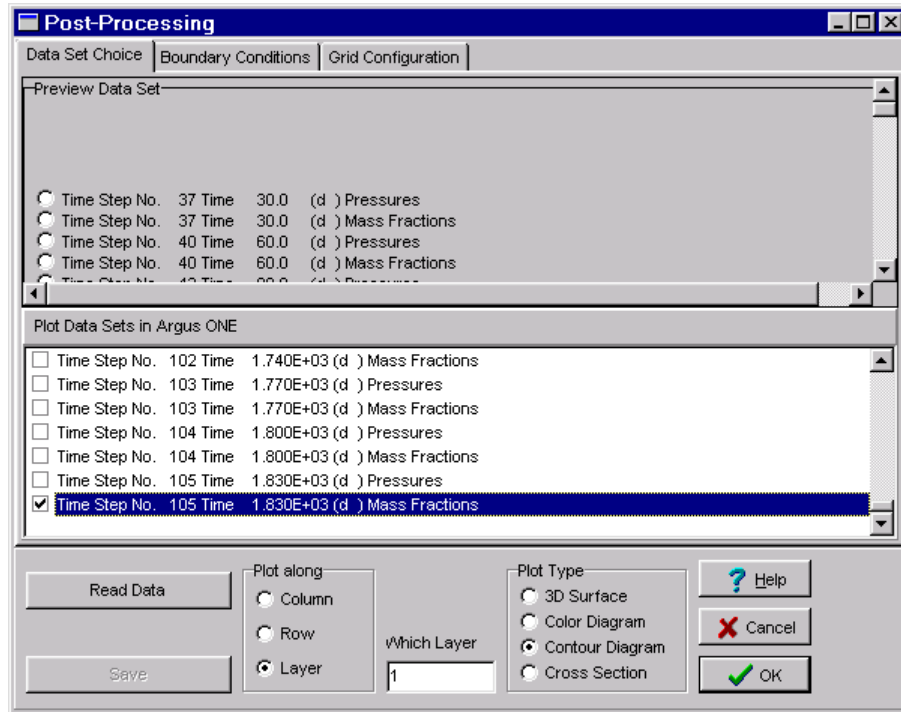 Post-Processing
Data Set Choice Boundary Conditions Grid Configuration
Preview Data Set
Time Step No. 37 Time 30.0 (d ) Pressures
Time Step No. 37 Time 30.0 (d ) Mass Fractions
Time Step No. 40 Time 60.0 (d ) Pressures
Time Step No. 40 Time 60.0 (d ) Mass Fractions
Plot Data Sets in Argus ONE
Time Step No. 102 Time 1.740E+03 (d ) Mass Fractions
Time Step No. 103 Time 1.770E+03 (d ) Pressures
Time Step No. 103 Time 1.770E+03 (d ) Mass Fractions
Time Step No. 104 Time 1.800E+03 (d ) Pressures
Time Step No. 104 Time 1.800E+03 (d ) Mass Fractions
Time Step No. 105 Time 1.830E+03 (d ) Pressures
Time Step No. 105 Time 1.830E+03 (d ) Mass Fractions
Read Data
Save
Plot along
Column
Row
Layer
Which Layer
1
Plot Type
3D Surface
Color Diagram
Contour Diagram
Cross Section
Help
Cancel
OK